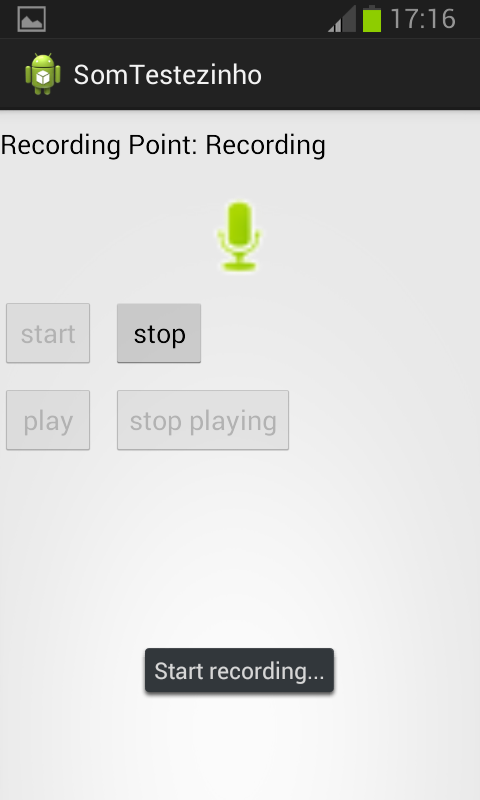 17:16
SomTestezinho
Recording Point: Recording
start stop
play stop playing
Start recording...